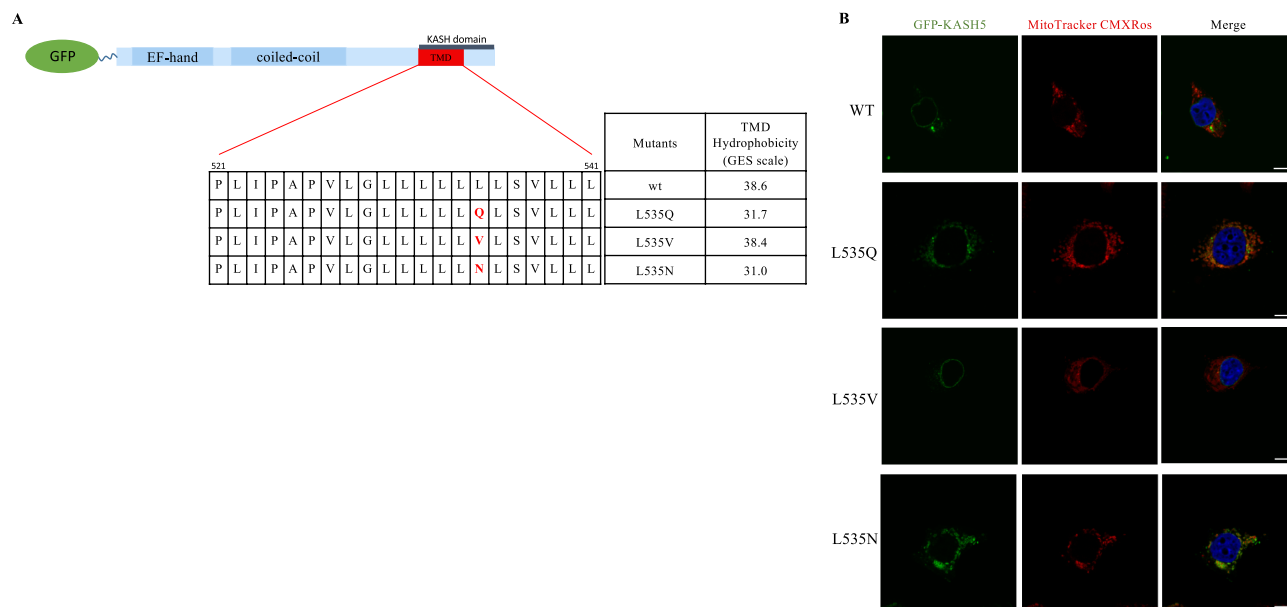 A
GFP
EF-hand
coiled-coil
KASH domain
TMD
521
541
P L I P A P V L G L L L L L L L S V L L L
P L I P A P V L G L L L L L Q L S V L L L
P L I P A P V L G L L L L L V L S V L L L
P L I P A P V L G L L L L L N L S V L L L
Mutants
TMD
Hydrophobicity
(GES scale)
wt 38.6
L535Q 31.7
L535V 38.4
L535N 31.0
B
GFP-KASH5 MitoTracker CMXRos Merge
WT
L535Q
L535V
L535N